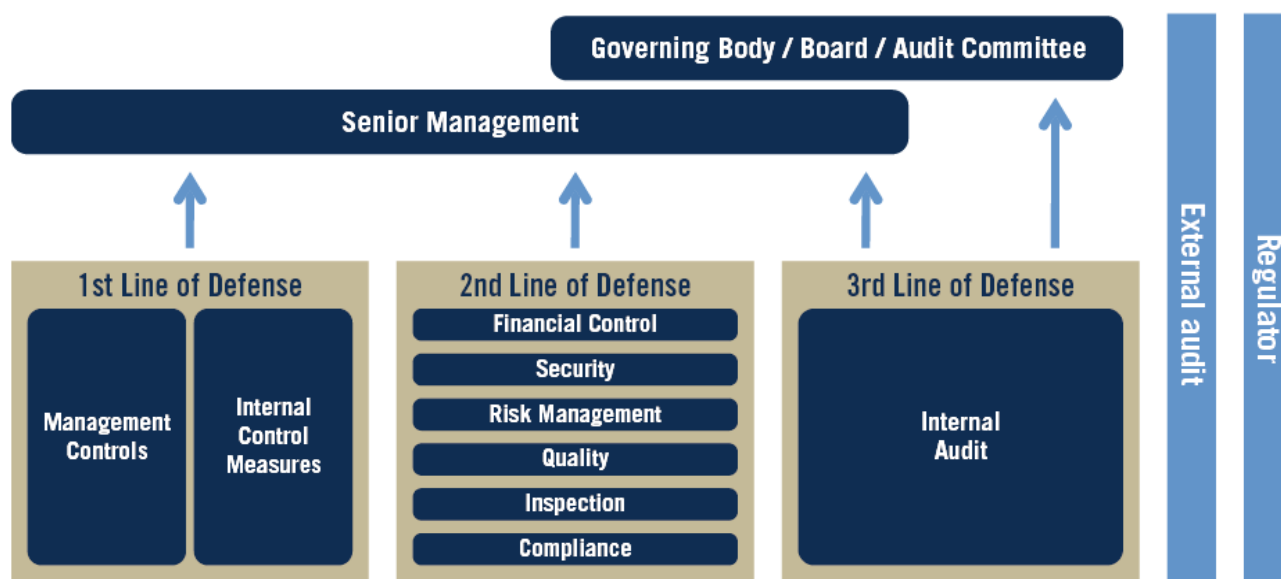 Governing Body / Board / Audit Committee
Senior Management
1st Line of Defense
Management
Controls
Internal
Control
Measures
2nd Line of Defense
Financial Control
Security
Risk Management
Quality
Inspection
Compliance
3rd Line of Defense
Internal
Audit
External audit
Regulator